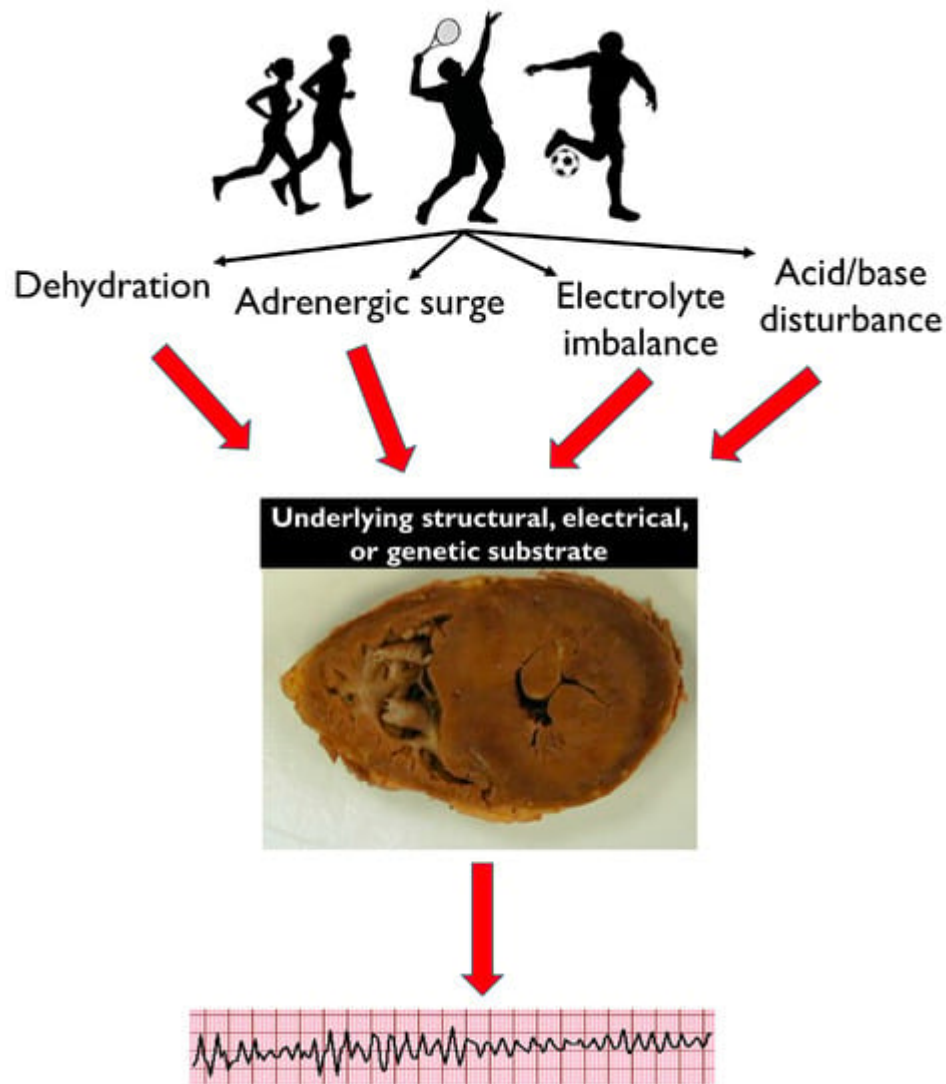 Dehydration
Adrenergic surge
Electrolyte
imbalance
Acid/base
disturbance
Underlying structural, electrical,
or genetic substrate